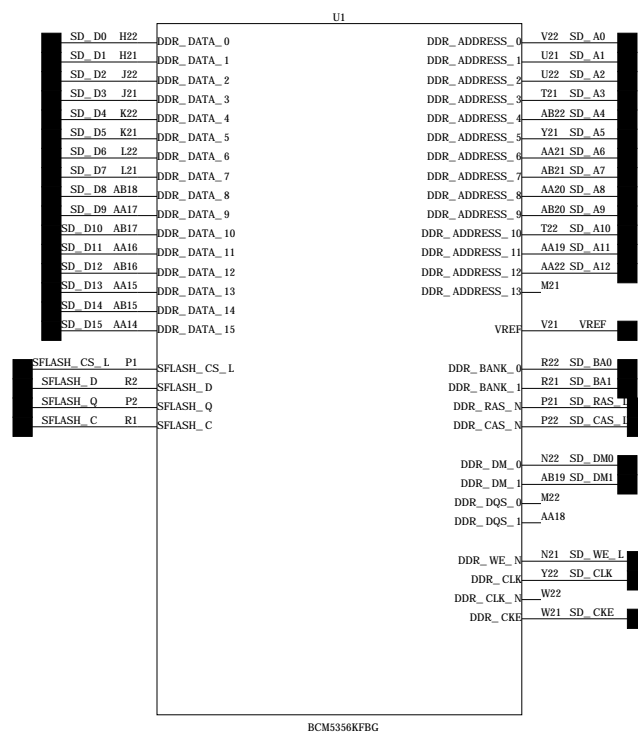 U1
SD_D0 H22 DDR_DATA_0 DDR_ADDRESS_0 V22 SD_A0
SD_D1 H21 DDR_DATA_1 DDR_ADDRESS_1 U21 SD_A1
SD_D2 J22 DDR_DATA_2 DDR_ADDRESS_2 U22 SD_A2
SD_D3 J21 DDR_DATA_3 DDR_ADDRESS_3 T21 SD_A3
SD_D4 K22 DDR_DATA_4 DDR_ADDRESS_4 AB22 SD_A4
SD_D5 K21 DDR_DATA_5 DDR_ADDRESS_5 Y21 SD_A5
SD_D6 L22 DDR_DATA_6 DDR_ADDRESS_6 AA21 SD_A6
SD_D7 L21 DDR_DATA_7 DDR_ADDRESS_7 AB21 SD_A7
SD_D8 AB18 DDR_DATA_8 DDR_ADDRESS_8 AA20 SD_A8
SD_D9 AA17 DDR_DATA_9 DDR_ADDRESS_9 AB20 SD_A9
SD_D10 AB17 DDR_DATA_10 DDR_ADDRESS_10 T22 SD_A10
SD_D11 AA16 DDR_DATA_11 DDR_ADDRESS_11 AA19 SD_A11
SD_D12 AB16 DDR_DATA_12 DDR_ADDRESS_12 AA22 SD_A12
SD_D13 AA15 DDR_DATA_13 DDR_ADDRESS_13 M21
SD_D14 AB15 DDR_DATA_14
SD_D15 AA14 DDR_DATA_15 VREF V21 VREF
SFLASH_CS_L P1 SFLASH_CS_L DDR_BANK_0 R22 SD_BA0
SFLASH_D R2 SFLASH_D DDR_BANK_1 R21 SD_BA1
SFLASH_Q P2 SFLASH_Q DDR_RAS_N P21 SD_RAS_L
SFLASH_C R1 SFLASH_C DDR_CAS_N P22 SD_CAS_L
DDR_DM_0 N22 SD_DM0
DDR_DM_1 AB19 SD_DM1
DDR_DQS_0 M22
DDR_DQS_1 AA18
DDR_WE_N N21 SD_WE_L
DDR_CLK Y22 SD_CLK
DDR_CLK_N W22
DDR_CKE W21 SD_CKE
BCM5356KFBG